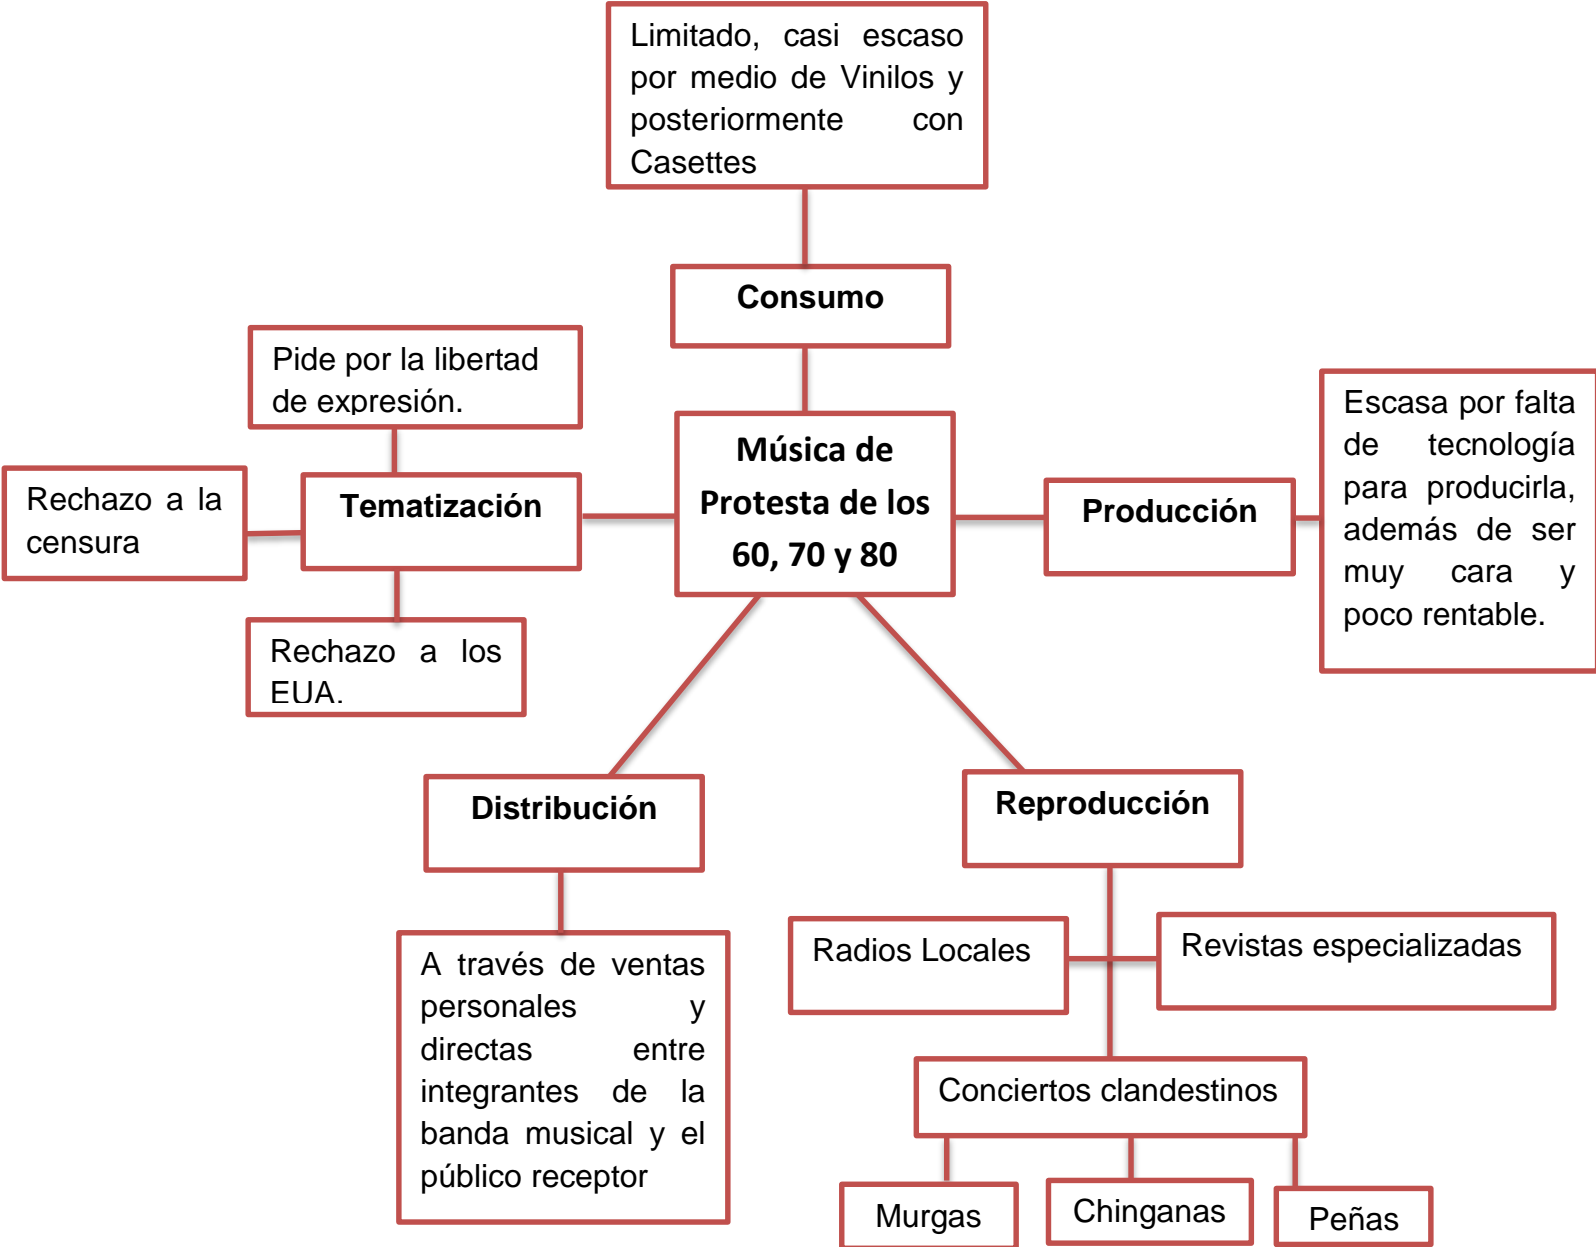 Limitado, casi escaso
por medio de Vinilos y
posteriormente con
Casettes
Consumo
Pide por la libertad
de expresión.
Rechazo a la
censura
Tematización
Rechazo a los
EUA.
Música de
Protesta de los
60, 70 y 80
Producción
Escasa por falta
de tecnología
para producirla,
además de ser
muy cara y
poco rentable.
Distribución
A través de ventas
personales y
directas entre
integrantes de la
banda musical y el
público receptor
Reproducción
Radios Locales
Revistas especializadas
Conciertos clandestinos
Murgas
Chinganas
Peñas